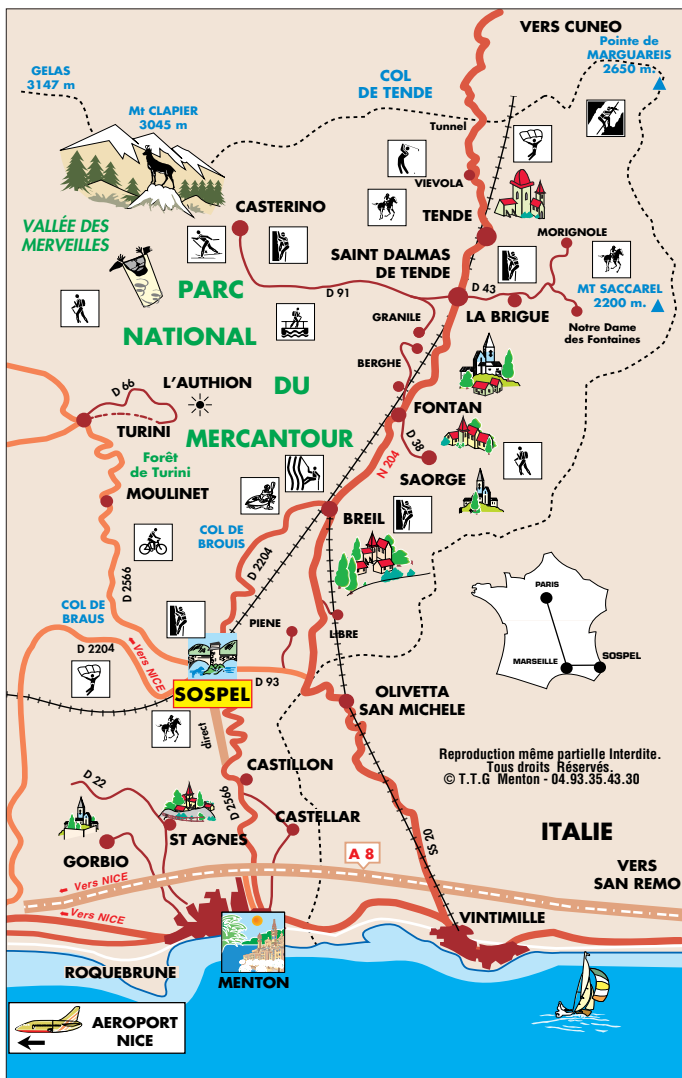 VERS CUNEO
Pointe de
MARGUAREIS
2650 m.
GELAS
3147 m
COL
DE TENDE
Mt CLAPIER
3045 m
Tunnel
VIEVOLA
CASTERINO
TENDE
VALLÉE DES
MERVEILLES
MORIGNOLE
SAINT DALMAS
DE TENDE
PARC
D 91
D 43
MT SACCAREL
2200 m.
LA BRIGUE
GRANILE
Notre Dame
des Fontaines
NATIONAL
BERGHE
D 66
L'AUTHION
DU
FONTAN
TURINI
MERCANTOUR
D 38
N 204
Forêt
de Turini
SAORGE
MOULINET
BREIL
COL DE
BROUIS
D 2204
D 2566
PARIS
COL DE
BRAUS
PIENE
LIBRE
D 2204
Vers NICE
MARSEILLE
SOSPEL
D 93
SOSPEL
OLIVETTA
SAN MICHELE
direct
Reproduction même partielle Interdite.
Tous droits Réservés.
© T.T.G Menton - 04.93.35.43.30
CASTILLON
D 22
D 2566
CASTELLAR
SS 20
ST AGNES
ITALIE
GORBIO
A 8
VERS
SAN REMO
Vers NICE
Vers NICE
VINTIMILLE
ROQUEBRUNE
MENTON
AEROPORT
NICE